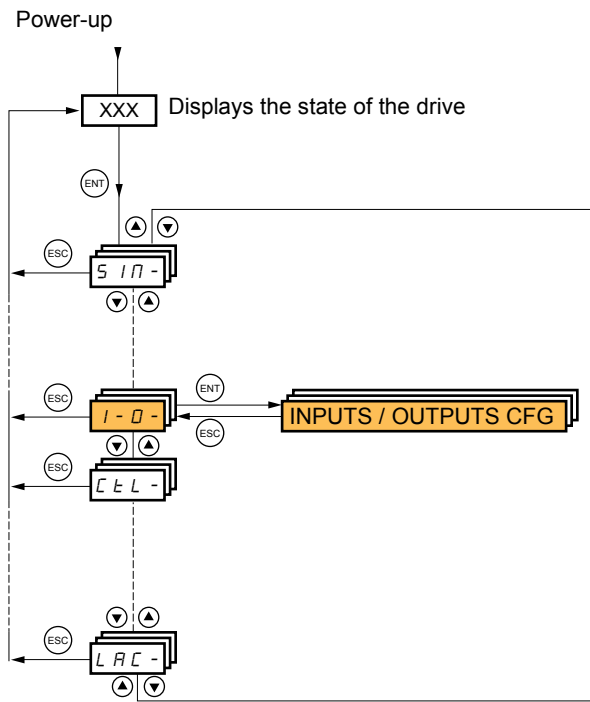 Power-up
XXX Displays the state of the drive
ENT
ESC
SIM-
ESC
I-O-
ENT
INPUTS / OUTPUTS CFG
ESC
ESC
CtL-
ESC
LAC-